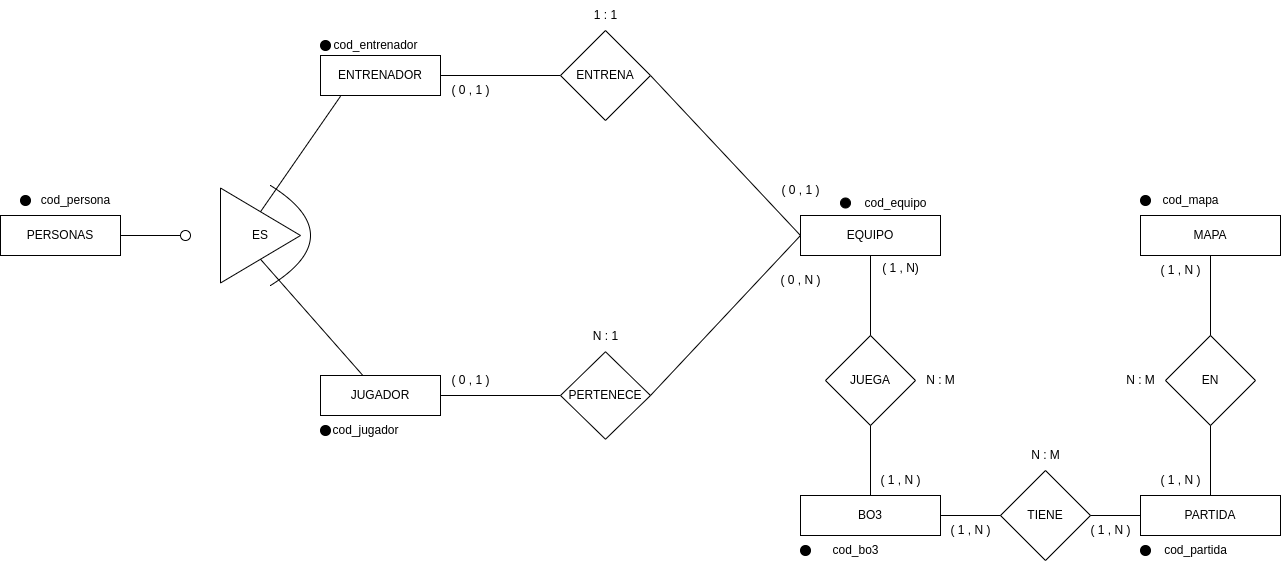 1 : 1
cod_entrenador
ENTRENADOR
ENTRENA
( 0 , 1 )
( 0 , 1 )
cod_persona
cod_equipo
cod_mapa
PERSONAS
ES
EQUIPO
MAPA
( 1 , N)
( 1 , N )
( 0 , N )
N : 1
( 0 , 1 )
JUEGA
N : M
N : M
EN
JUGADOR
PERTENECE
cod_jugador
N : M
( 1 , N )
( 1 , N )
BO3
TIENE
PARTIDA
( 1 , N )
( 1 , N )
cod_bo3
cod_partida